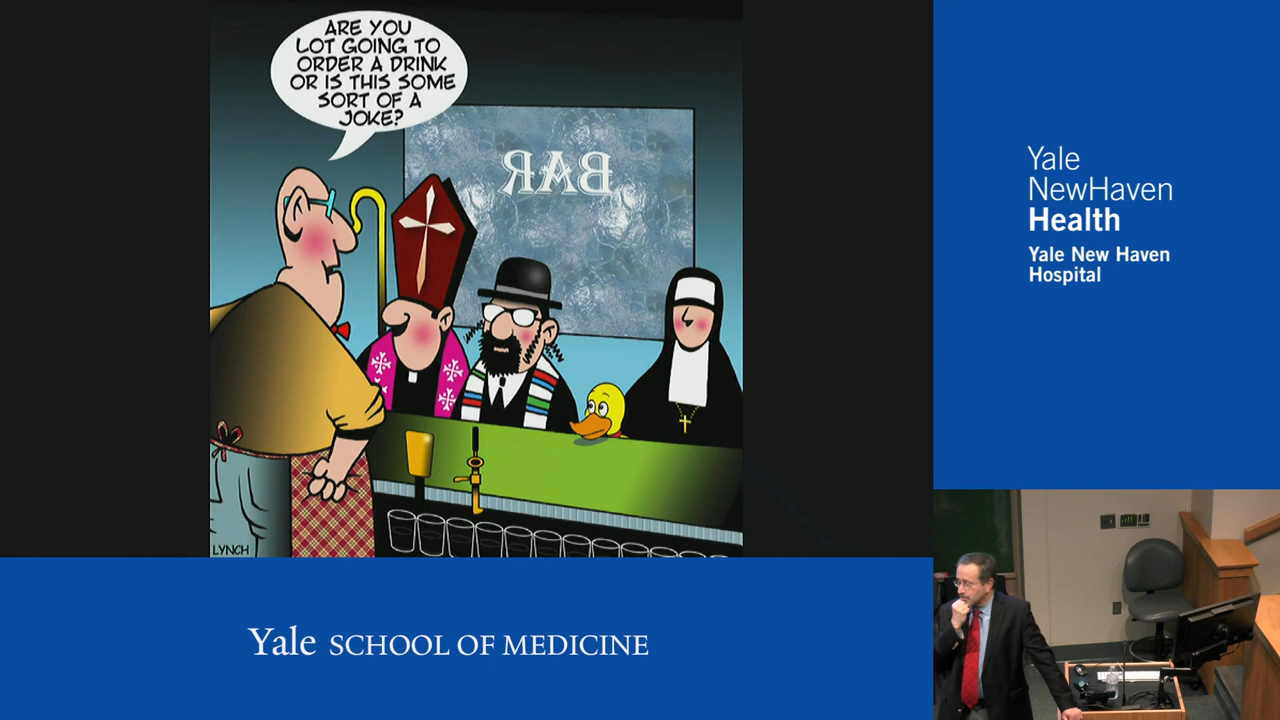 ARE YOU
LOT GOING TO
ORDER A DRINK
OR IS THIS SOME
SORT OF A
JOKE?
BAR
LYNCH
Yale
NewHaven
Health
Yale New Haven
Hospital
Yale SCHOOL OF MEDICINE